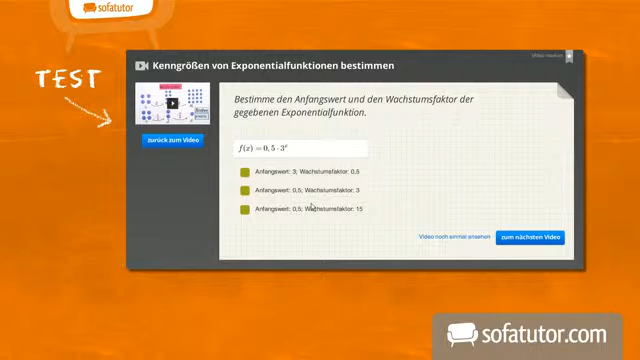 sofatutor
TEST
Kenngrößen von Exponentialfunktionen bestimmen
Bestimme den Anfangswert und den Wachstumsfaktor der
gegebenen Exponentialfunktion.
zurück zum Video
f(x) = 0, 5 · 3ˣ
Anfangswert: 3; Wachstumsfaktor: 0,5
Anfangswert: 0,5; Wachstumsfaktor: 3
Anfangswert: 0,5; Wachstumsfaktor: 15
Video noch einmal ansehen
zum nächsten Video
sofatutor.com